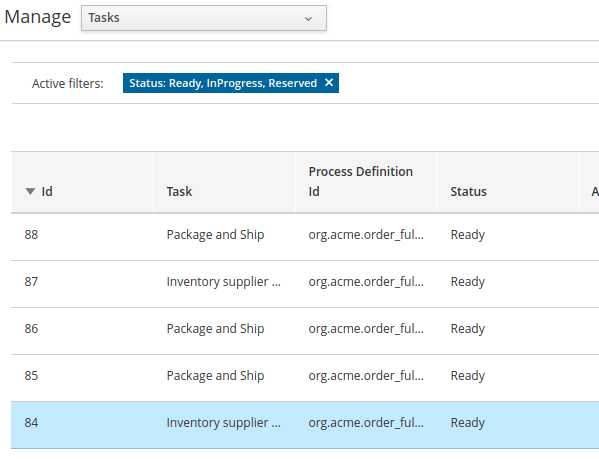 Manage Tasks
Active filters: Status: Ready, InProgress, Reserved ×
Id Task Process Definition Id Status A
88 Package and Ship org.acme.order_ful... Ready
87 Inventory supplier ... org.acme.order_ful... Ready
86 Package and Ship org.acme.order_ful... Ready
85 Package and Ship org.acme.order_ful... Ready
84 Inventory supplier ... org.acme.order_ful... Ready